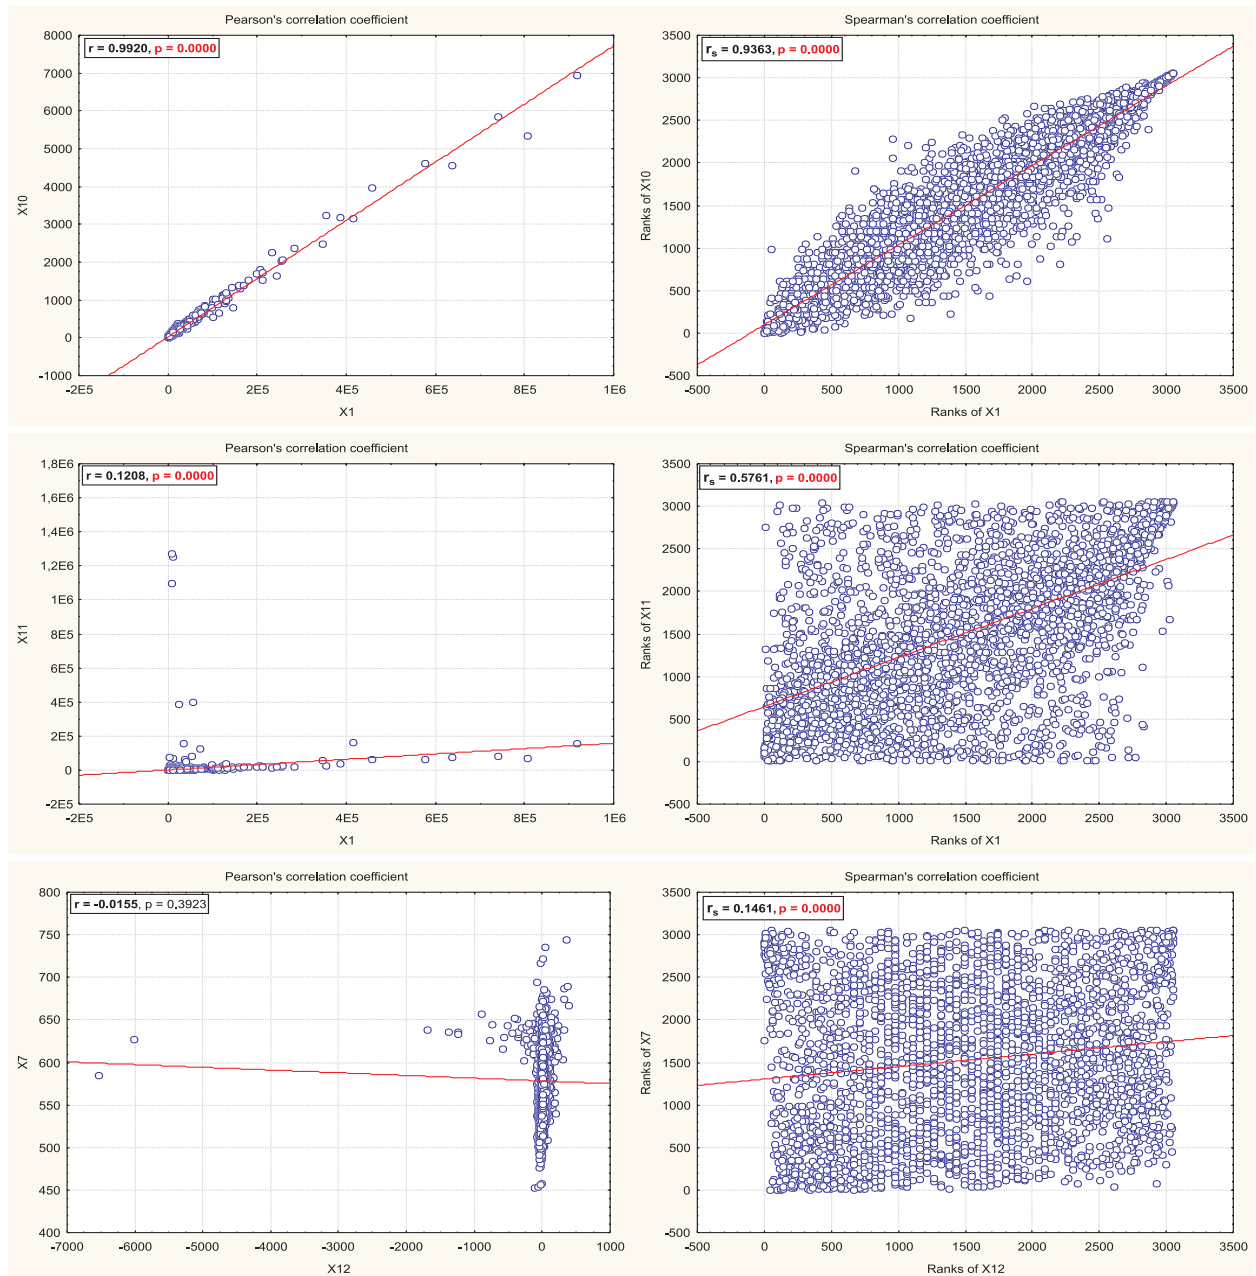 Pearson's correlation coefficient
r = 0.9920, p = 0.0000
8000
7000
6000
5000
4000
3000
2000
1000
0
-1000
X10
-2E5 0 2E5 4E5 6E5 8E5 1E6
X1
Spearman's correlation coefficient
rs = 0.9363, p = 0.0000
3500
3000
2500
2000
1500
1000
500
0
-500
Ranks of X10
-500 0 500 1000 1500 2000 2500 3000 3500
Ranks of X1
Pearson's correlation coefficient
r = 0.1208, p = 0.0000
1,8E6
1,6E6
1,4E6
1,2E6
1E6
8E5
6E5
4E5
2E5
0
-2E5
X11
-2E5 0 2E5 4E5 6E5 8E5 1E6
X1
Spearman's correlation coefficient
rs = 0.5761, p = 0.0000
3500
3000
2500
2000
1500
1000
500
0
-500
Ranks of X11
-500 0 500 1000 1500 2000 2500 3000 3500
Ranks of X1
Pearson's correlation coefficient
r = -0.0155, p = 0.3923
800
750
700
650
600
550
500
450
400
X7
-7000 -6000 -5000 -4000 -3000 -2000 -1000 0 1000
X12
Spearman's correlation coefficient
rs = 0.1461, p = 0.0000
3500
3000
2500
2000
1500
1000
500
0
-500
Ranks of X7
-500 0 500 1000 1500 2000 2500 3000 3500
Ranks of X12